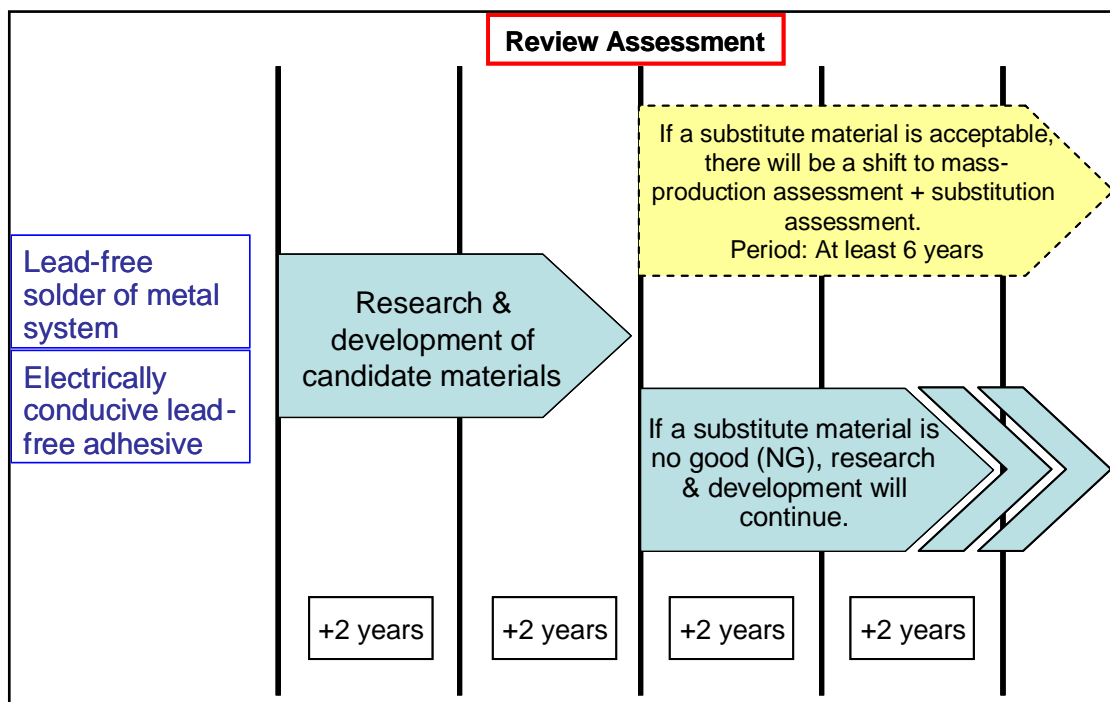 Review Assessment
If a substitute material is acceptable,
there will be a shift to mass-
production assessment + substitution
assessment.
Period: At least 6 years
Lead-free
solder of metal
system
Electrically
conducive lead-
free adhesive
Research &
development of
candidate materials
If a substitute material is
no good (NG), research
& development will
continue.
+2 years
+2 years
+2 years
+2 years